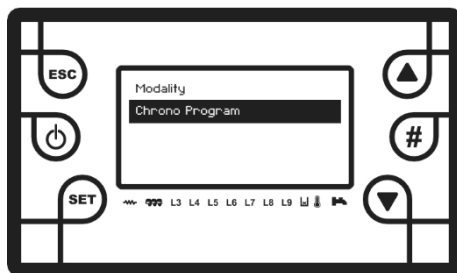 ESC
Modality
Chrono Program
#
SET
L3 L4 L5 L6 L7 L8 L9